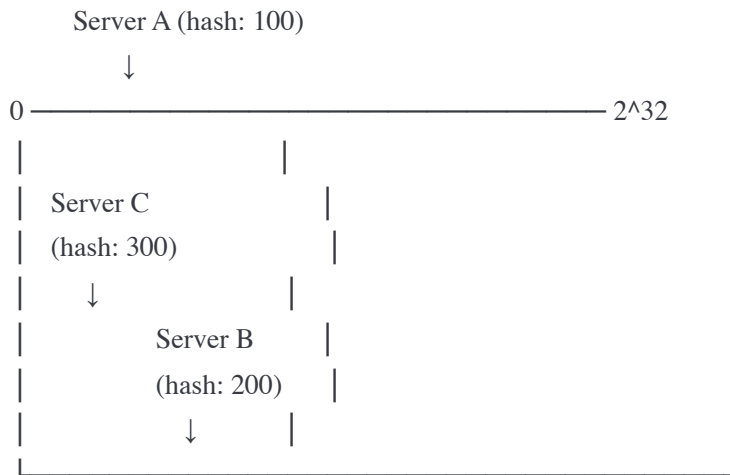 Server A (hash: 100)
↓
0 ———————————————————— 2^32
| |
| Server C |
| (hash: 300) |
| ↓ |
| Server B |
| (hash: 200) |
| ↓ |
|————————————————————————